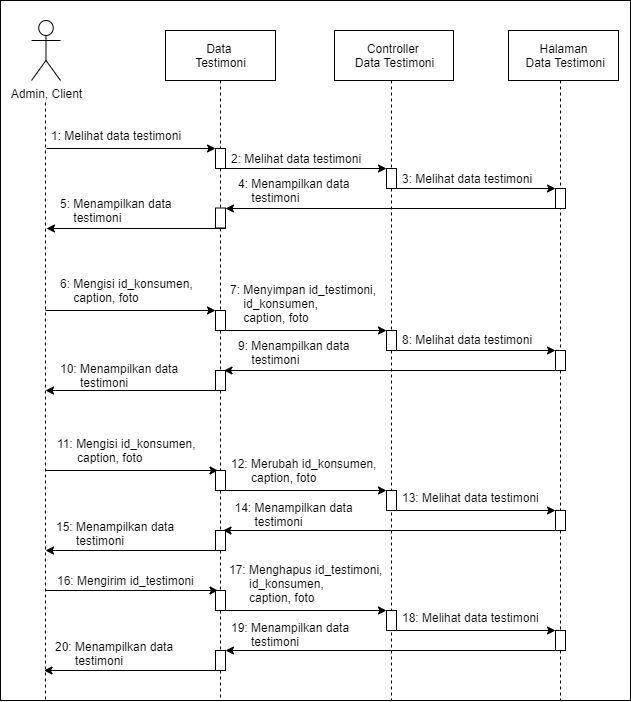 Data
Testimoni
Controller
Data Testimoni
Halaman
Data Testimoni
Admin, Client
1: Melihat data testimoni
2: Melihat data testimoni
3: Melihat data testimoni
4: Menampilkan data
testimoni
5: Menampilkan data
testimoni
6: Mengisi id_konsumen,
caption, foto
7: Menyimpan id_testimoni,
id_konsumen,
caption, foto
8: Melihat data testimoni
9: Menampilkan data
testimoni
10: Menampilkan data
testimoni
11: Mengisi id_konsumen,
caption, foto
12: Merubah id_konsumen,
caption, foto
13: Melihat data testimoni
14: Menampilkan data
testimoni
15: Menampilkan data
testimoni
16: Mengirim id_testimoni
17: Menghapus id_testimoni,
id_konsumen,
caption, foto
18: Melihat data testimoni
19: Menampilkan data
testimoni
20: Menampilkan data
testimoni